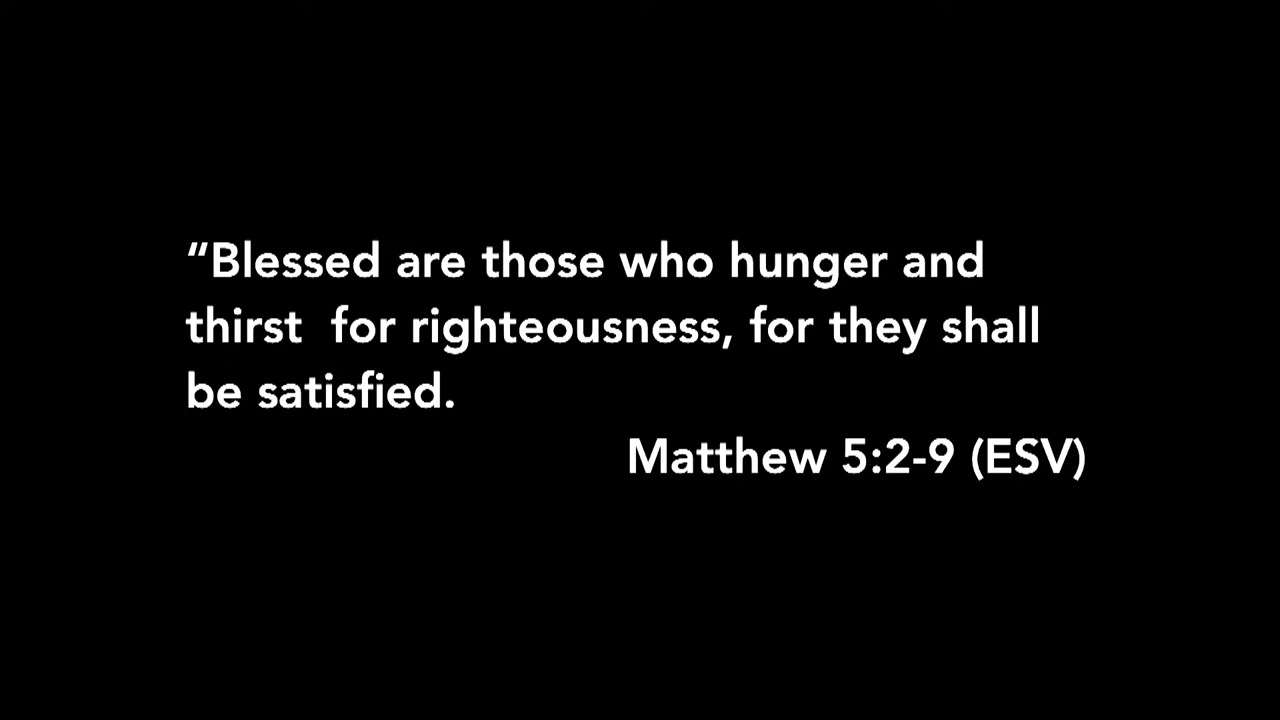 “Blessed are those who hunger and
thirst  for righteousness, for they shall
be satisfied.
Matthew 5:2-9 (ESV)